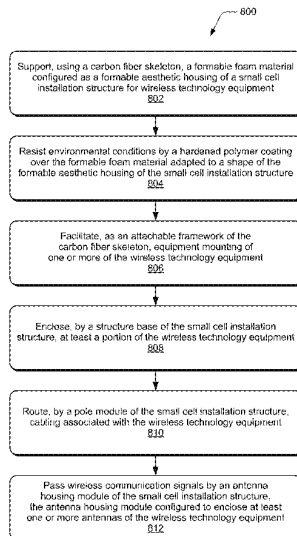 800
Support, using a carbon fiber skeleton, a formable foam material
configured as a formable aesthetic housing of a small cell
installation structure for wireless technology equipment
802
Resist environmental conditions by a hardened polymer coating
over the formable foam material adapted to a shape of the
formable aesthetic housing of the small cell installation structure
804
Facilitate, as an attachable framework of the
carbon fiber skeleton, equipment mounting of
one or more of the wireless technology equipment
806
Enclose, by a structure base of the small cell installation
structure, at least a portion of the wireless technology equipment
808
Route, by a pole module of the small cell installation structure,
cabling associated with the wireless technology equipment
810
Pass wireless communication signals by an antenna
housing module of the small cell installation structure,
the antenna housing module configured to enclose at least
one or more antennas of the wireless technology equipment
812